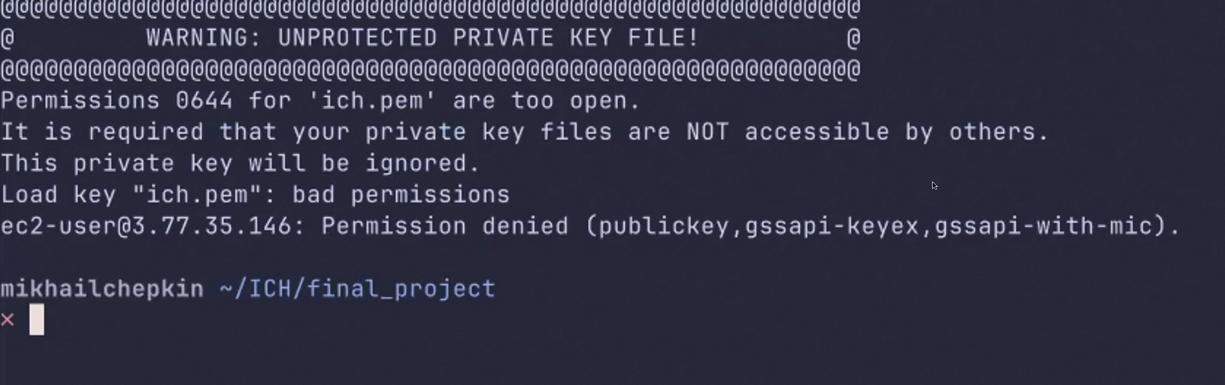 @@@@@@@@@@@@@@@@@@@@@@@@@@@@@@@@@@@@@@@@@@@@@@@@@@@@@@@@@@@
@         WARNING: UNPROTECTED PRIVATE KEY FILE!          @
@@@@@@@@@@@@@@@@@@@@@@@@@@@@@@@@@@@@@@@@@@@@@@@@@@@@@@@@@@@
Permissions 0644 for 'ich.pem' are too open.
It is required that your private key files are NOT accessible by others.
This private key will be ignored.
Load key "ich.pem": bad permissions
ec2-user@3.77.35.146: Permission denied (publickey,gssapi-keyex,gssapi-with-mic).
mikhailchepkin ~/ICH/final_project
×